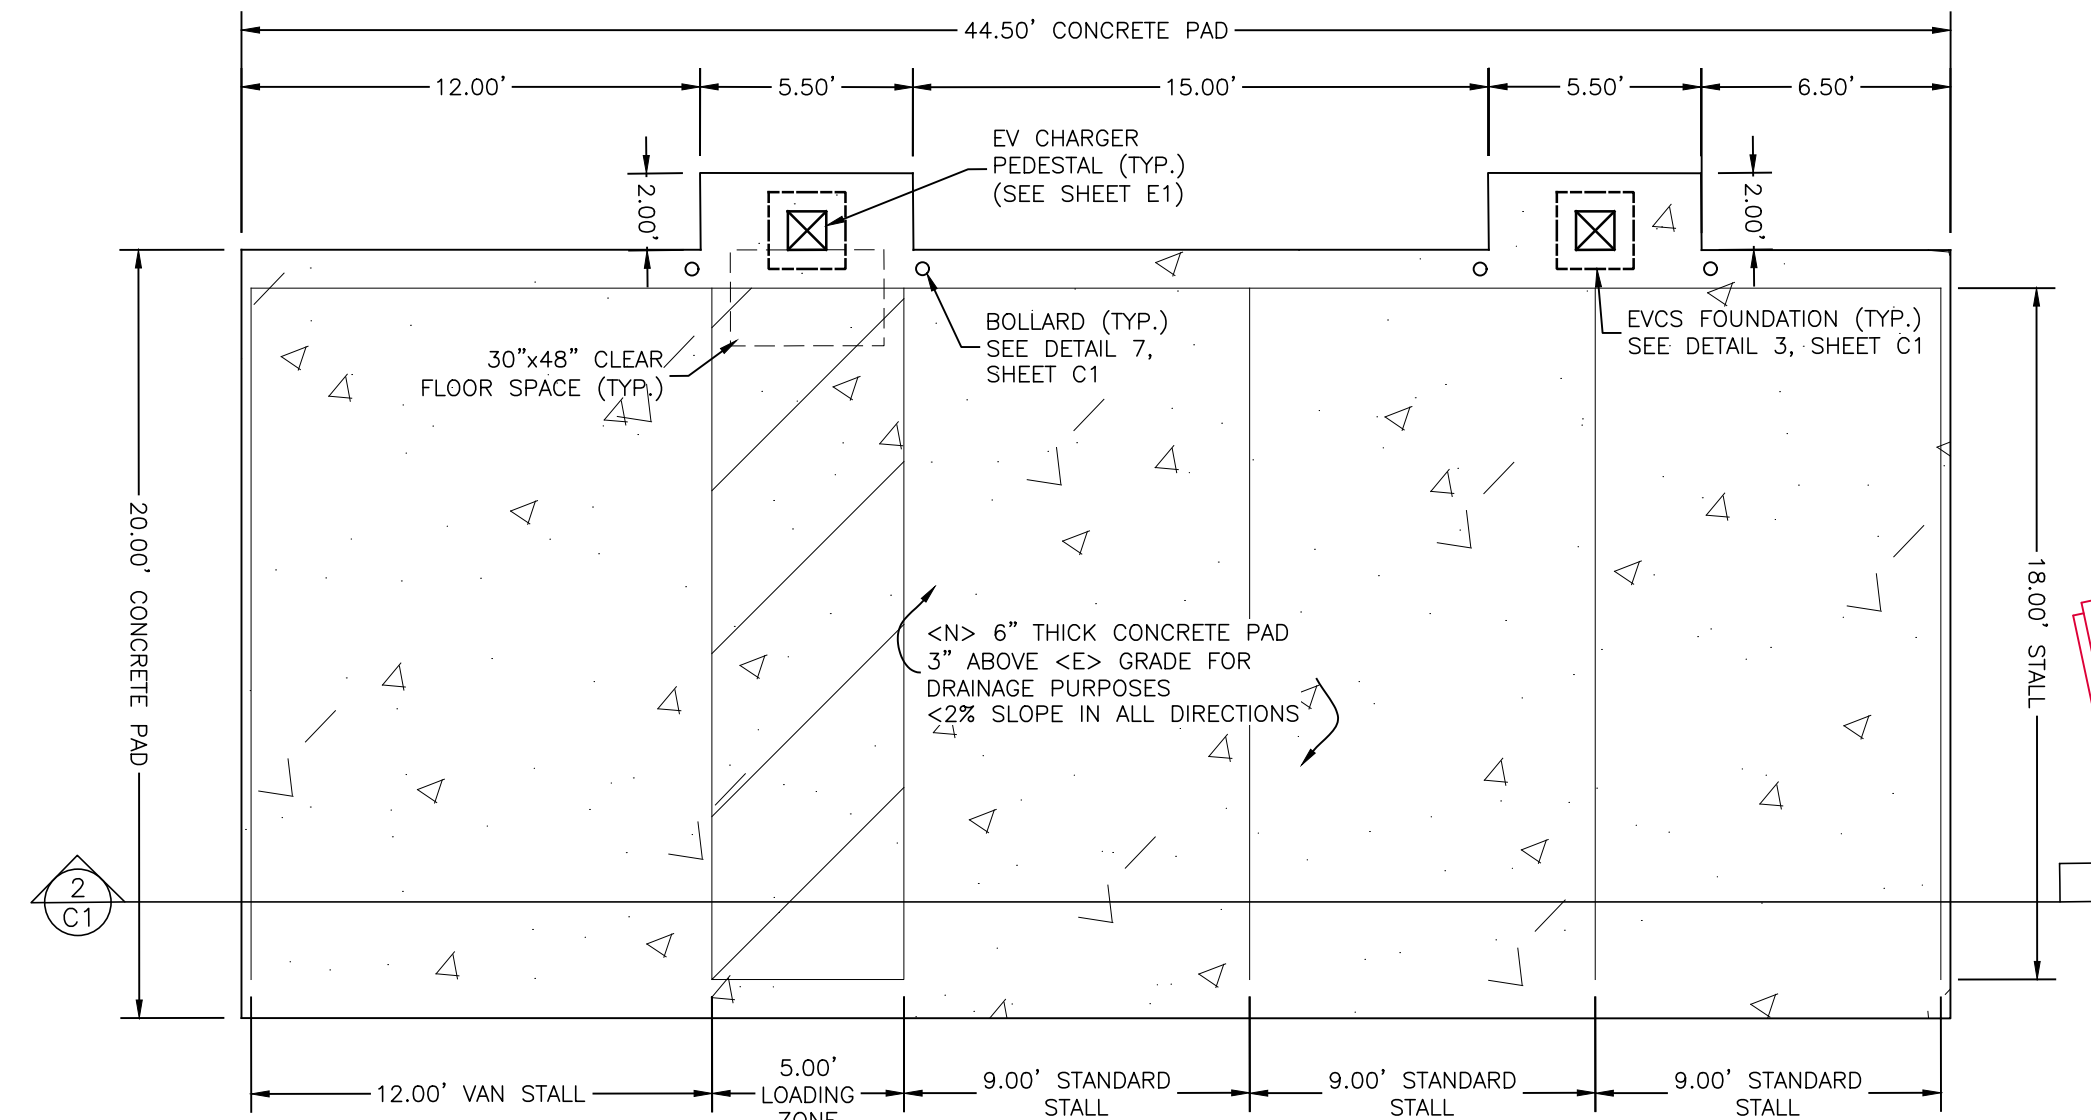 44.50' CONCRETE PAD
12.00'
5.50'
15.00'
5.50'
6.50'
EV CHARGER
PEDESTAL (TYP.)
(SEE SHEET E1)
2.00'
2.00'
BOLLARD (TYP.)
SEE DETAIL 7,
SHEET C1
EVCS FOUNDATION (TYP.)
SEE DETAIL 3, SHEET C1
30"x48" CLEAR
FLOOR SPACE (TYP.)
20.00' CONCRETE PAD
18.00' STALL
<N> 6" THICK CONCRETE PAD
3" ABOVE <E> GRADE FOR
DRAINAGE PURPOSES
<2% SLOPE IN ALL DIRECTIONS
2
C1
12.00' VAN STALL
5.00'
LOADING
ZONE
9.00' STANDARD
STALL
9.00' STANDARD
STALL
9.00' STANDARD
STALL